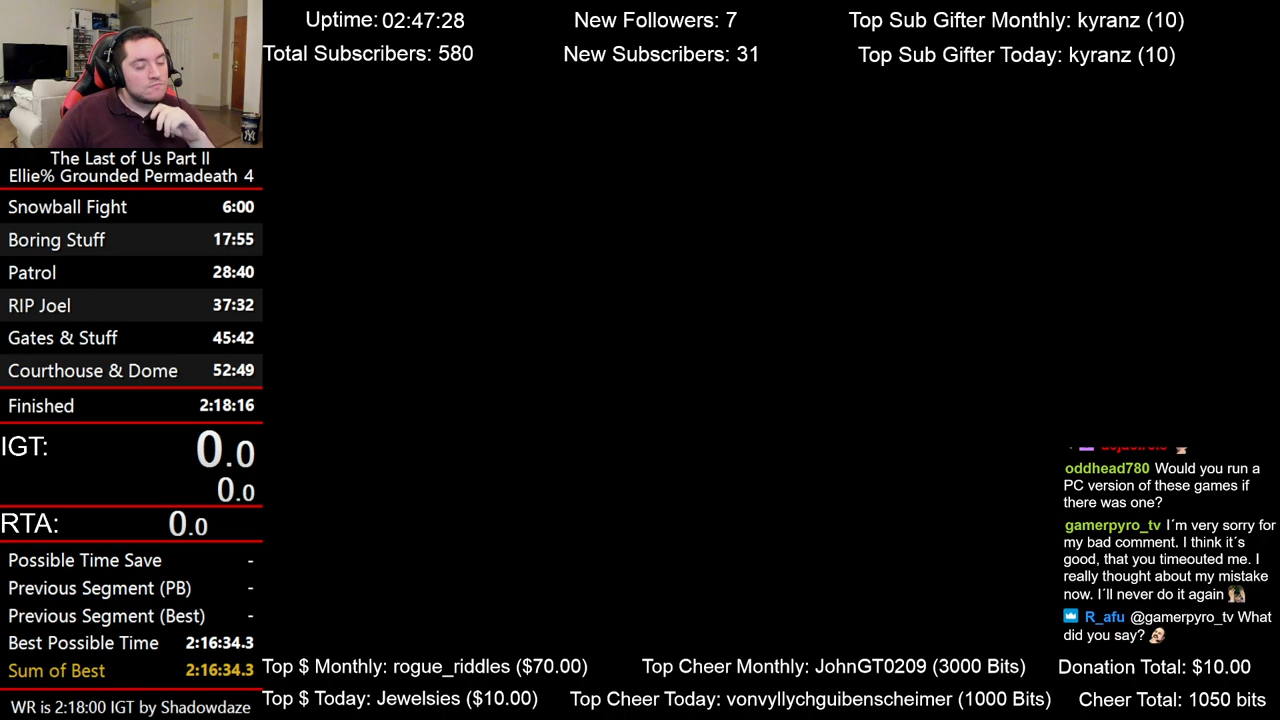 Uptime: 02:47:28
New Followers: 7
Top Sub Gifter Monthly: kyranz (10)
Total Subscribers: 580
New Subscribers: 31
Top Sub Gifter Today: kyranz (10)
The Last of Us Part II
Ellie% Grounded Permadeath 4
Snowball Fight 6:00
Boring Stuff 17:55
Patrol 28:40
RIP Joel 37:32
Gates & Stuff 45:42
Courthouse & Dome 52:49
Finished 2:18:16
IGT: 0.0
0.0
RTA: 0.0
Possible Time Save -
Previous Segment (PB) -
Previous Segment (Best) -
Best Possible Time 2:16:34.3
Sum of Best 2:16:34.3
WR is 2:18:00 IGT by Shadowdaze
oddhead780 Would you run a
PC version of these games if
there was one?
gamerpyro_tv I´m very sorry for
my bad comment. I think it´s
good, that you timeouted me. I
really thought about my mistake
now. I´ll never do it again
R_afu @gamerpyro_tv What
did you say?
Top $ Monthly: rogue_riddles ($70.00)
Top Cheer Monthly: JohnGT0209 (3000 Bits)
Donation Total: $10.00
Top $ Today: Jewelsies ($10.00)
Top Cheer Today: vonvyllychguibenscheimer (1000 Bits)
Cheer Total: 1050 bits